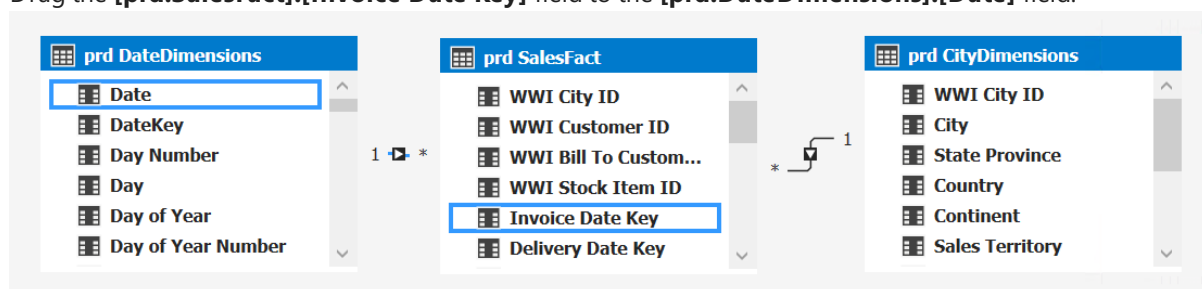 Drag the [prd.SalesFact].[Invoice Date Key] field to the [prd.DateDimensions].[Date] field.
prd DateDimensions
Date
DateKey
Day Number
Day
Day of Year
Day of Year Number
1 *
prd SalesFact
WWI City ID
WWI Customer ID
WWI Bill To Custom...
WWI Stock Item ID
Invoice Date Key
Delivery Date Key
* 1
prd CityDimensions
WWI City ID
City
State Province
Country
Continent
Sales Territory